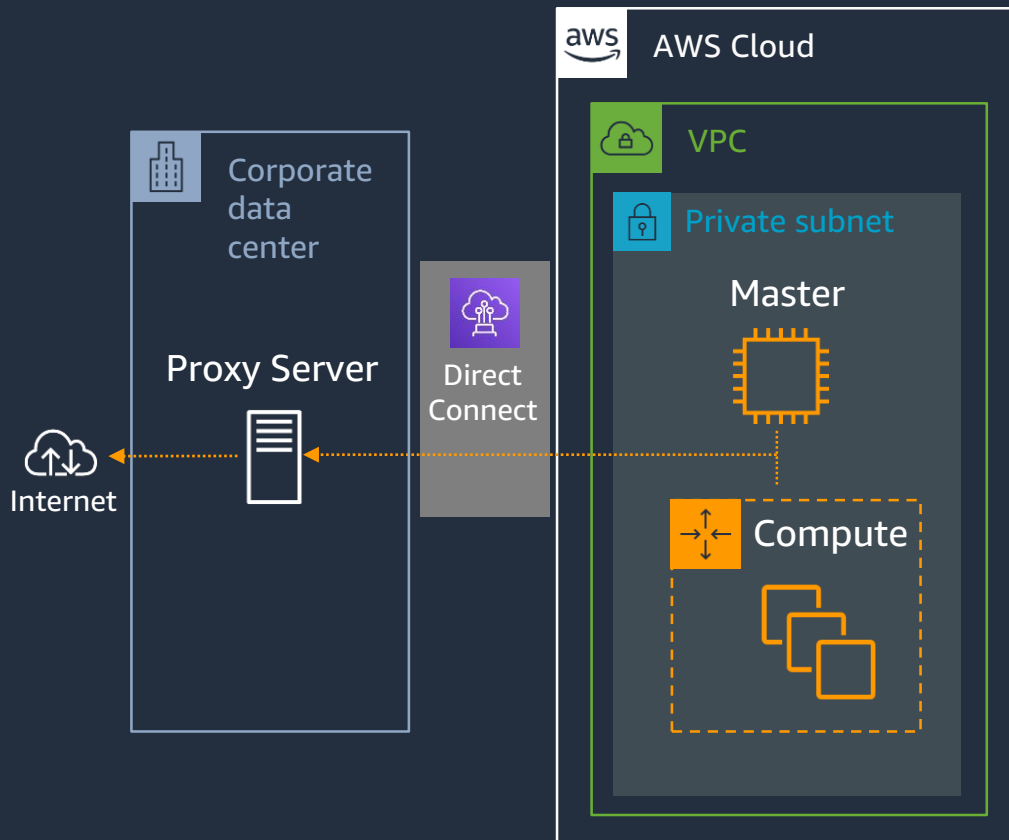 aws
AWS Cloud
VPC
Corporate
data
center
Private subnet
Master
Proxy Server
Direct
Connect
Internet
Compute